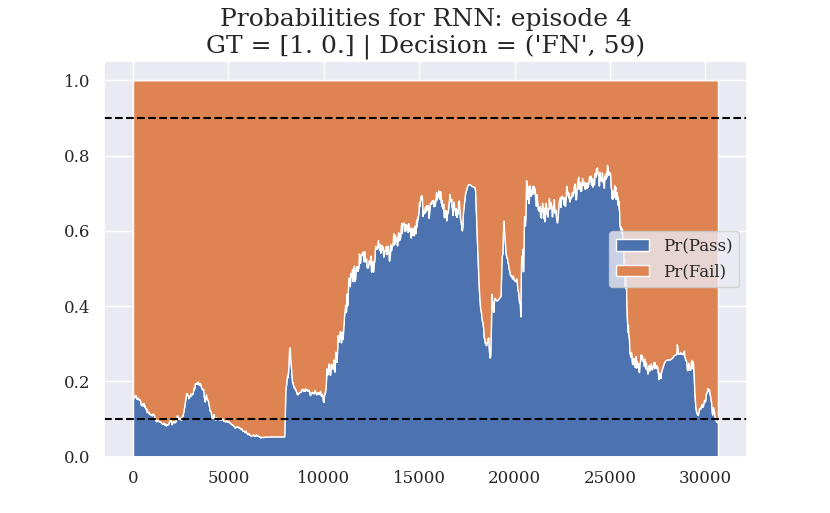 Probabilities for RNN: episode 4
GT = [1. 0.] | Decision = ('FN', 59)
1.0
0.8
0.6
0.4
0.2
0.0
Pr(Pass)
Pr(Fail)
0 5000 10000 15000 20000 25000 30000